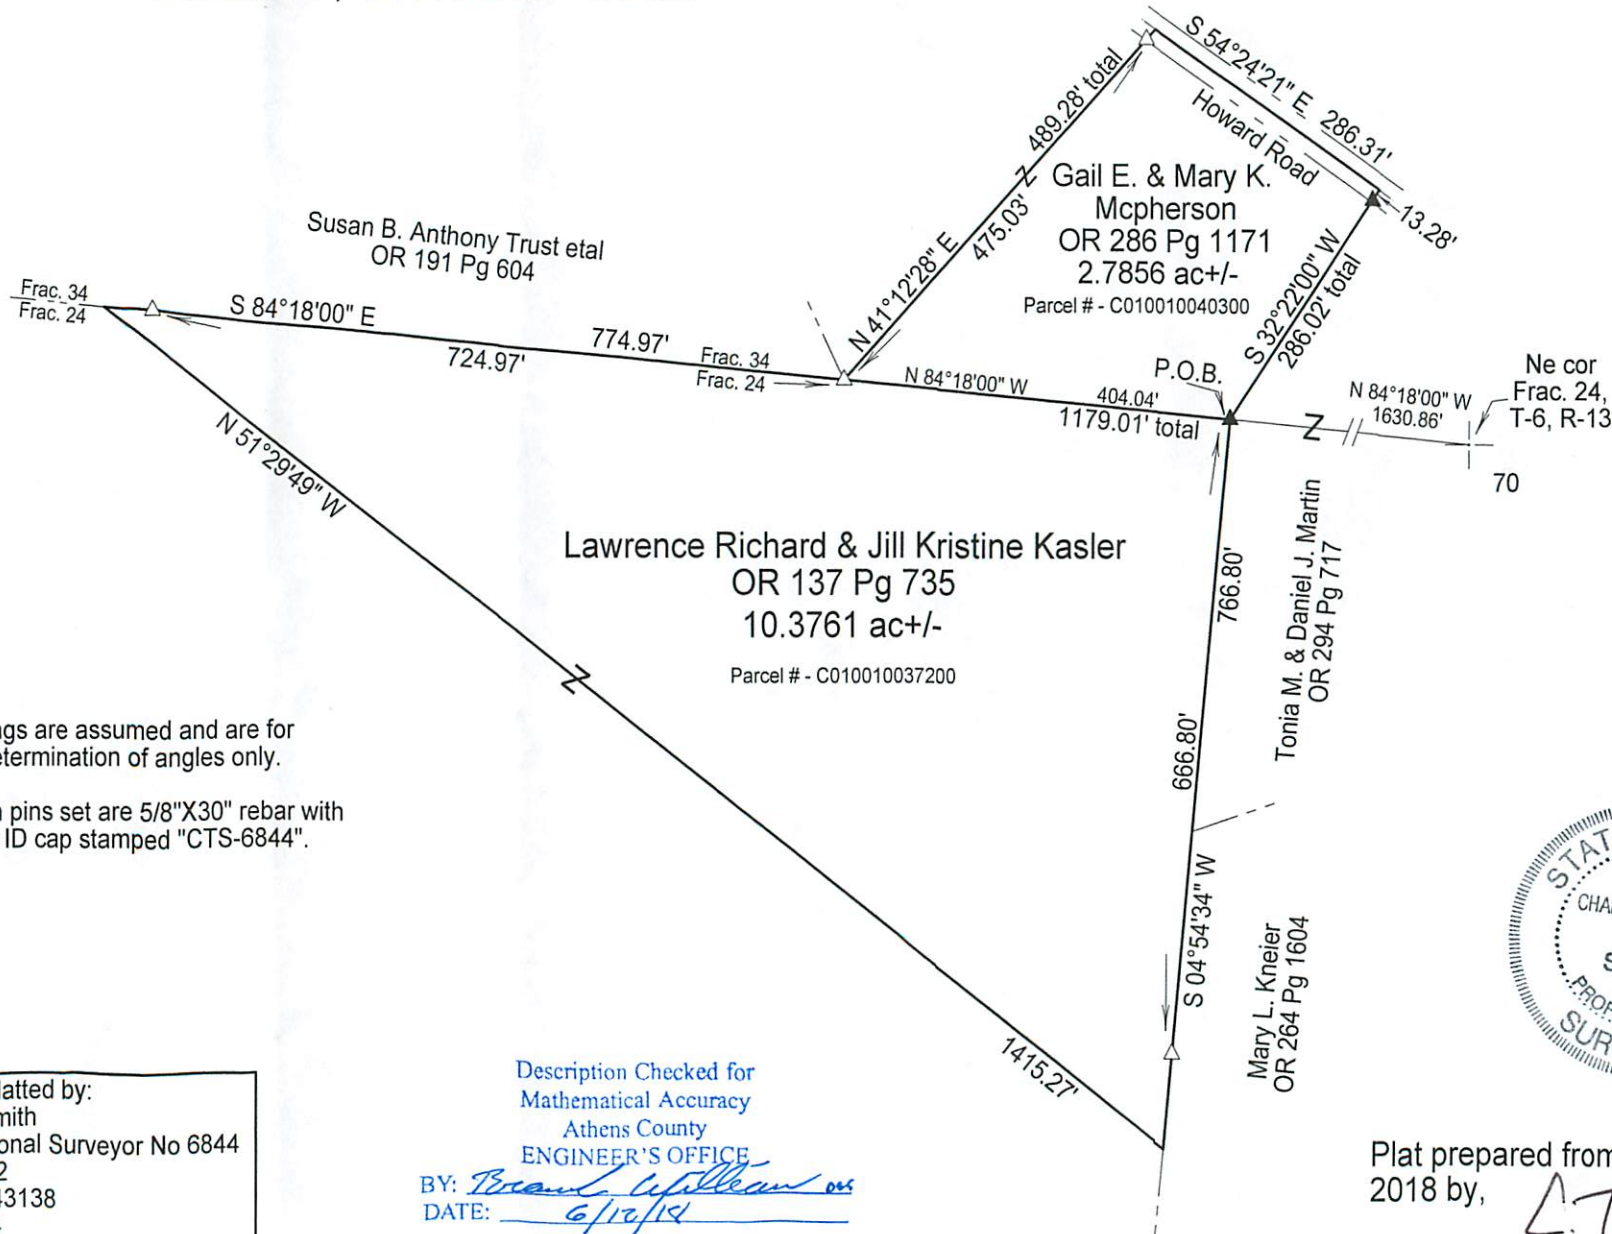 S 54°24'21" E 286.31'
Howard Road
489.28' total
Z
475.03'
N 41°12'28" E
Gail E. & Mary K.
Mcpherson
OR 286 Pg 1171
2.7856 ac+/-
Parcel # - C010010040300
13.28'
S 32°22'00" W
286.02' total
Susan B. Anthony Trust etal
OR 191 Pg 604
Frac. 34
Frac. 24
S 84°18'00" E
774.97'
724.97'
Frac. 34
Frac. 24
N 84°18'00" W
404.04'
1179.01' total
P.O.B.
Z
N 84°18'00" W
1630.86'
Ne cor
Frac. 24,
T-6, R-13
70
N 51°29'49" W
Z
1415.27'
Lawrence Richard & Jill Kristine Kasler
OR 137 Pg 735
10.3761 ac+/-
Parcel # - C010010037200
766.80'
666.80'
S 04°54'34" W
Tonia M. & Daniel J. Martin
OR 294 Pg 717
Mary L. Kneier
OR 264 Pg 1604
ngs are assumed and are for
etermination of angles only.
n pins set are 5/8"X30" rebar with
ID cap stamped "CTS-6844".
STAT
CHA
S
PROF
SUR
latted by:
mith
onal Surveyor No 6844
2
43138
Description Checked for
Mathematical Accuracy
Athens County
ENGINEER'S OFFICE
BY:
DATE: 6/12/18
Plat prepared from
2018 by,